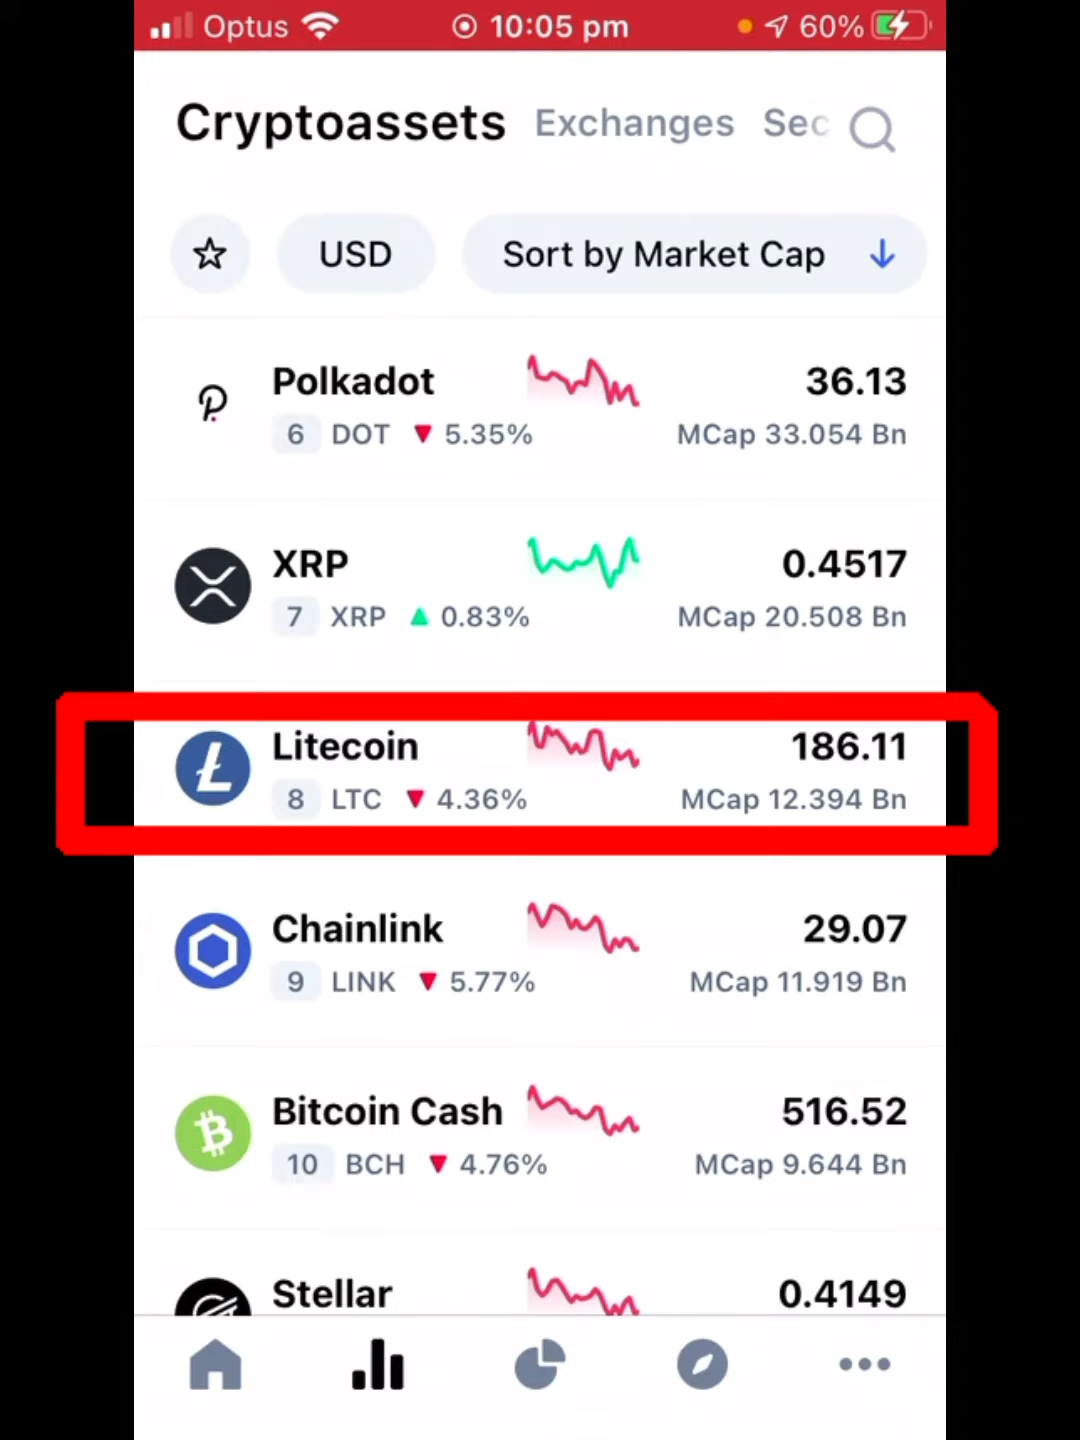 Optus 10:05 pm 60%
Cryptoassets Exchanges Sec
USD Sort by Market Cap
Polkadot 36.13
6 DOT 5.35% MCap 33.054 Bn
XRP 0.4517
7 XRP 0.83% MCap 20.508 Bn
Litecoin 186.11
8 LTC 4.36% MCap 12.394 Bn
Chainlink 29.07
9 LINK 5.77% MCap 11.919 Bn
Bitcoin Cash 516.52
10 BCH 4.76% MCap 9.644 Bn
Stellar 0.4149